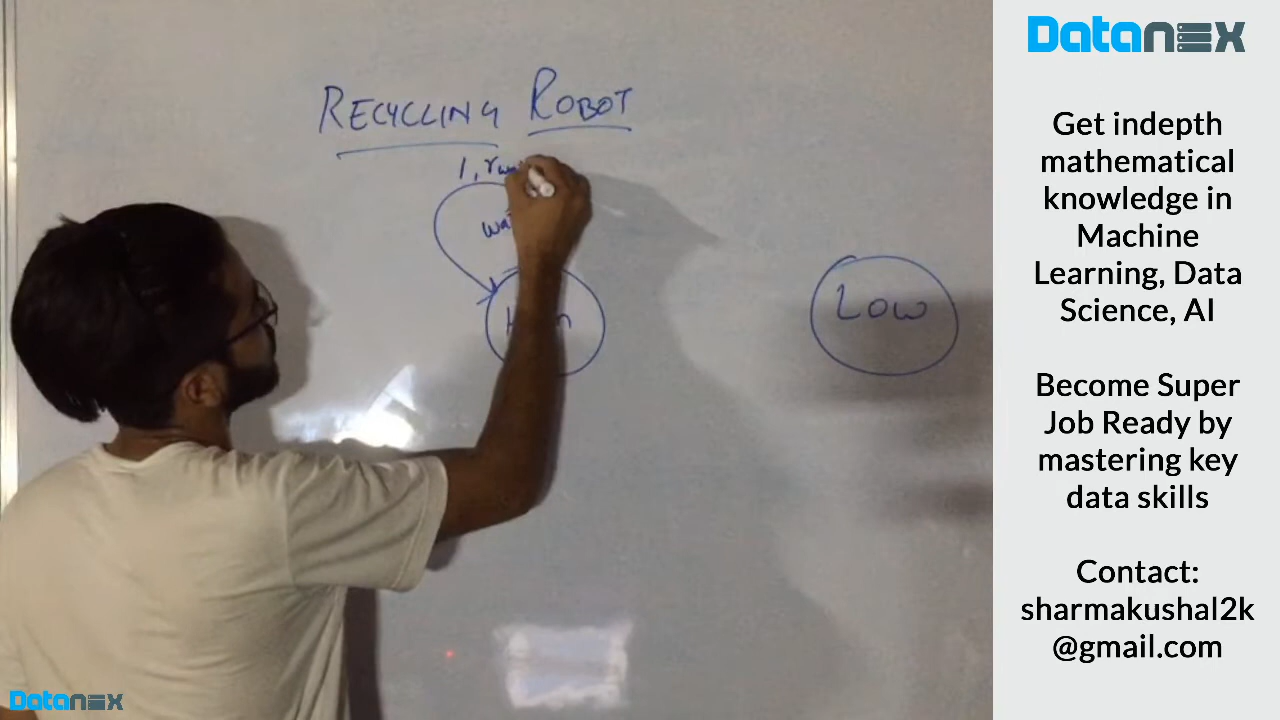 RECYCLING ROBOT
Low
Datanex
Get indepth
mathematical
knowledge in
Machine
Learning, Data
Science, AI
Become Super
Job Ready by
mastering key
data skills
Contact:
sharmakushal2k
@gmail.com
Datanex